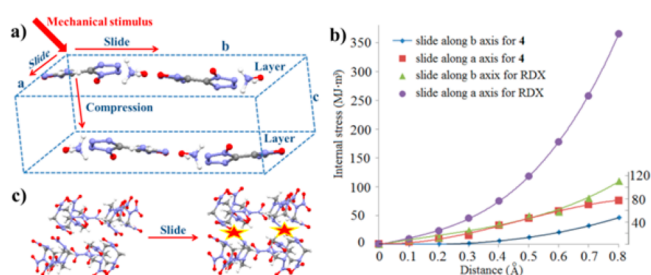 a)
Mechanical stimulus
Slide
Slide
b
Layer
a
c
Compression
Layer
c)
Slide
b)
slide along b axis for 4
slide along a axis for 4
slide along b axix for RDX
slide along a axis for RDX
Internal stress (MJ·m³)
350
300
250
200
150
100
50
0
120
80
40
0 0.1 0.2 0.3 0.4 0.5 0.6 0.7 0.8
Distance (Å)